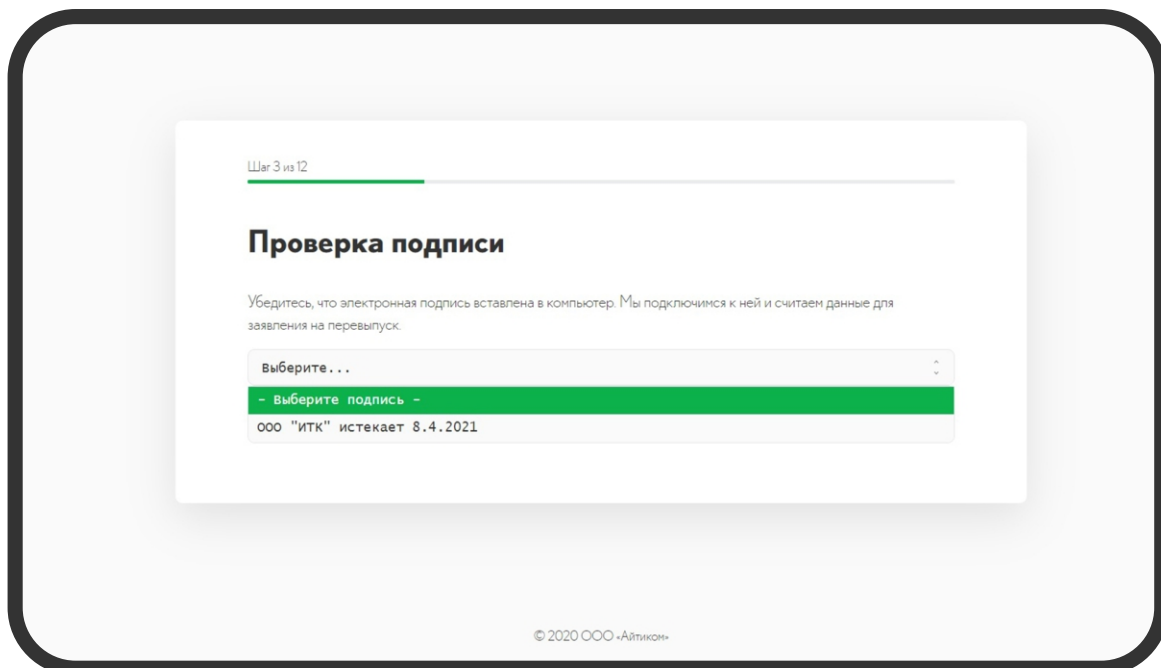 Шаг 3 из 12
Проверка подписи
Убедитесь, что электронная подпись вставлена в компьютер. Мы подключимся к ней и считаем данные для
заявления на перевыпуск.
Выберите...
- Выберите подпись -
ООО "ИТК" истекает 8.4.2021
© 2020 ООО «Айтиком»